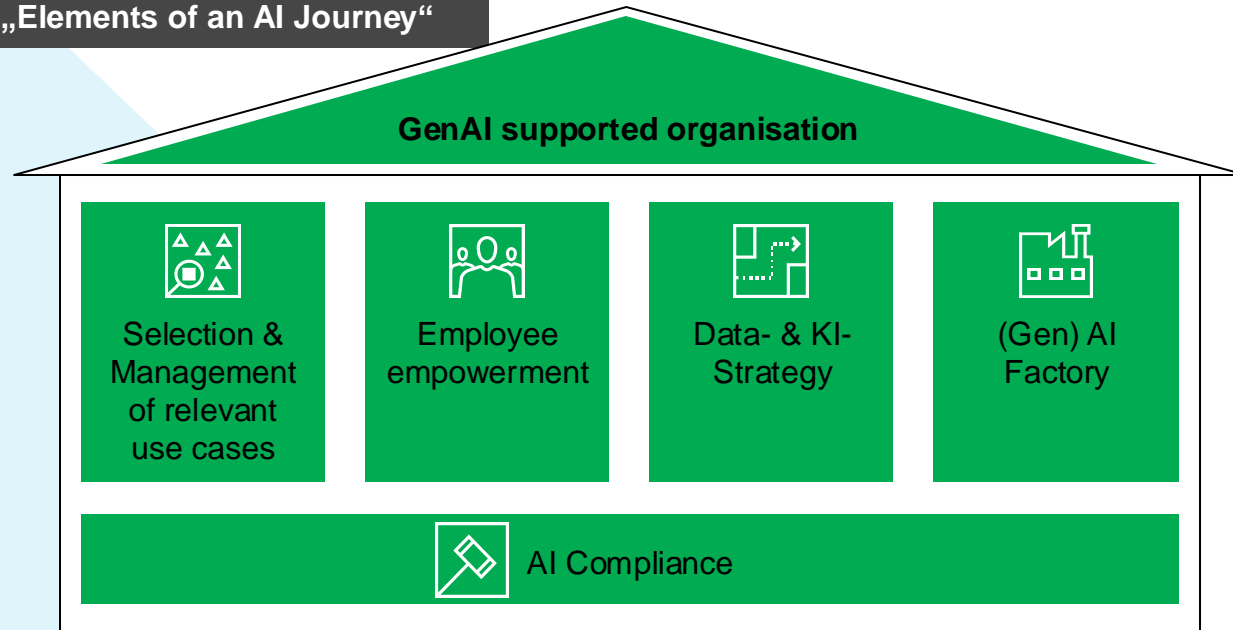 „Elements of an AI Journey“
GenAI supported organisation
Selection &
Management
of relevant
use cases
Employee
empowerment
Data- & KI-
Strategy
(Gen) AI
Factory
AI Compliance